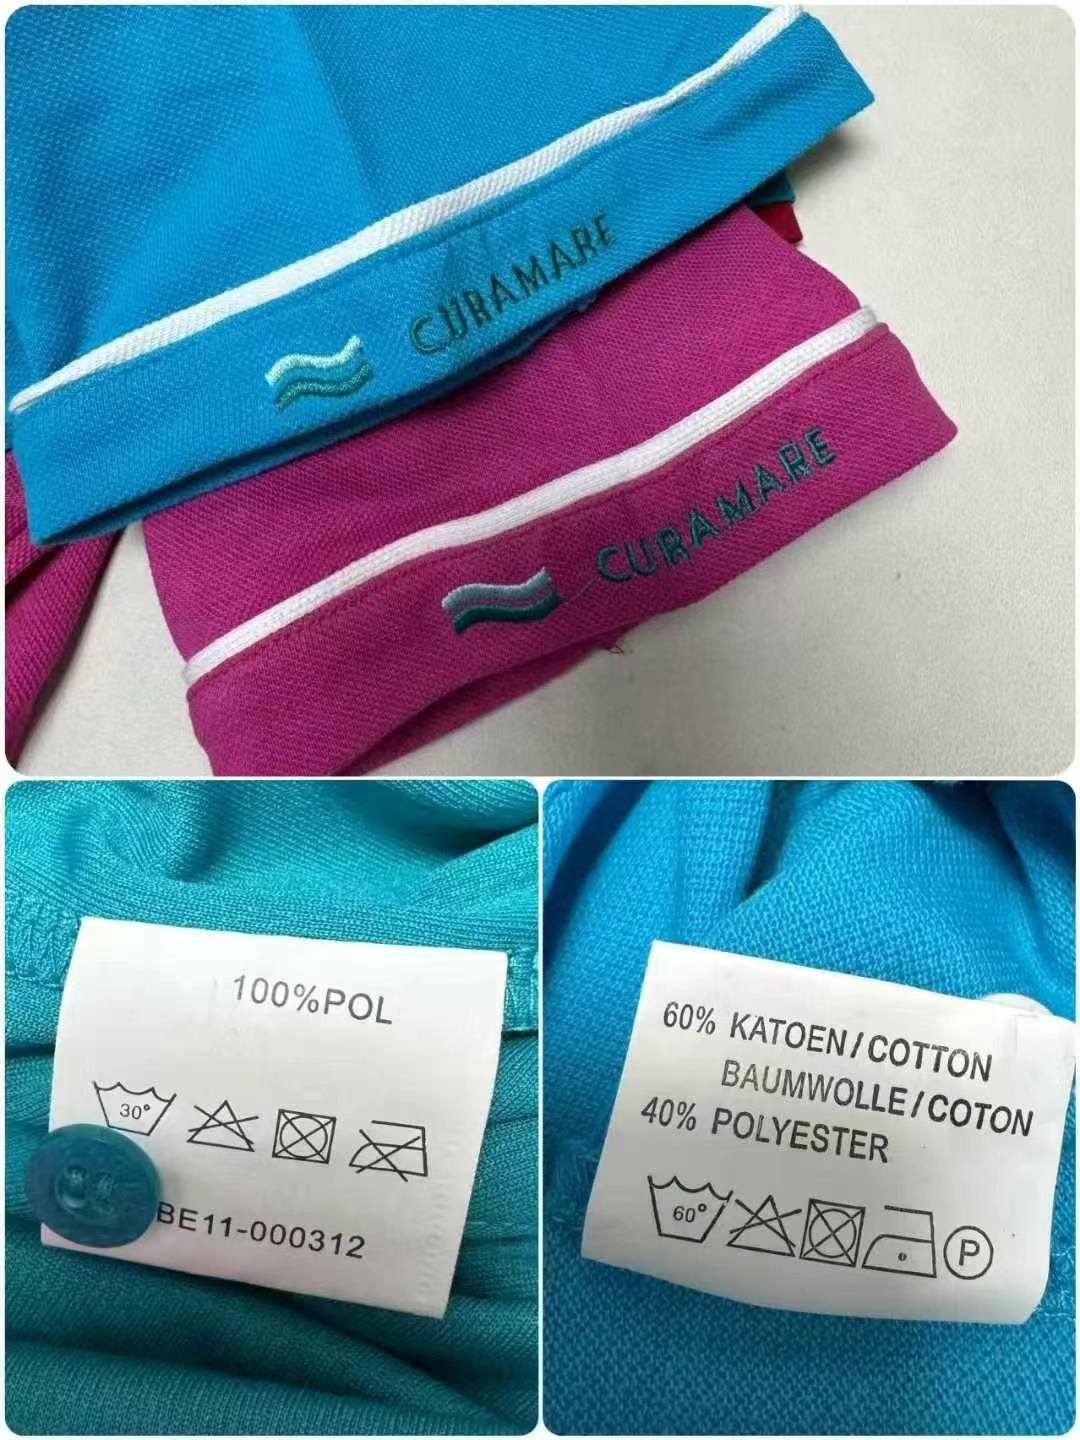 CURAMARE
CURAMARE
100%POL
30°
BE11-000312
60% KATOEN/COTTON
BAUMWOLLE/COTON
40% POLYESTER
60°
P